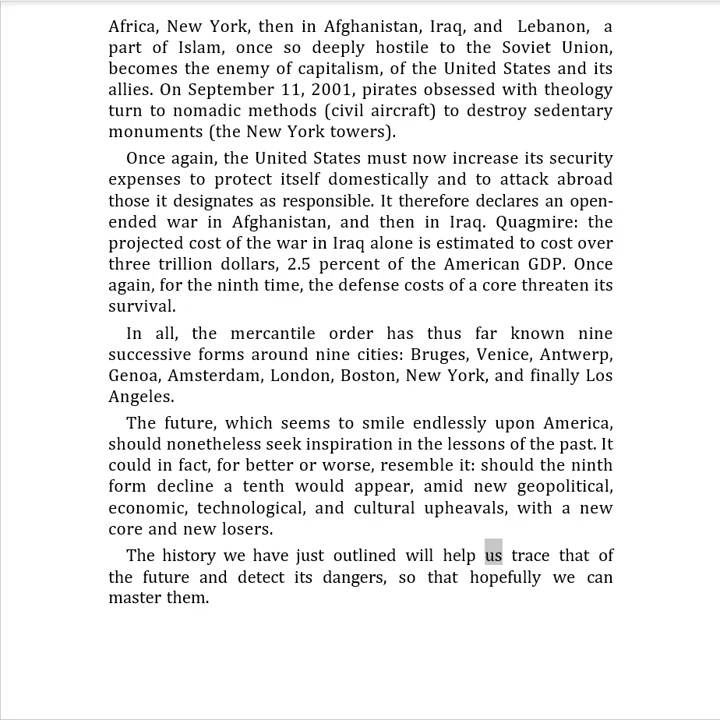 Africa, New York, then in Afghanistan, Iraq, and Lebanon, a
part of Islam, once so deeply hostile to the Soviet Union,
becomes the enemy of capitalism, of the United States and its
allies. On September 11, 2001, pirates obsessed with theology
turn to nomadic methods (civil aircraft) to destroy sedentary
monuments (the New York towers).
Once again, the United States must now increase its security
expenses to protect itself domestically and to attack abroad
those it designates as responsible. It therefore declares an open-
ended war in Afghanistan, and then in Iraq. Quagmire: the
projected cost of the war in Iraq alone is estimated to cost over
three trillion dollars, 2.5 percent of the American GDP. Once
again, for the ninth time, the defense costs of a core threaten its
survival.
In all, the mercantile order has thus far known nine
successive forms around nine cities: Bruges, Venice, Antwerp,
Genoa, Amsterdam, London, Boston, New York, and finally Los
Angeles.
The future, which seems to smile endlessly upon America,
should nonetheless seek inspiration in the lessons of the past. It
could in fact, for better or worse, resemble it: should the ninth
form decline a tenth would appear, amid new geopolitical,
economic, technological, and cultural upheavals, with a new
core and new losers.
The history we have just outlined will help us trace that of
the future and detect its dangers, so that hopefully we can
master them.